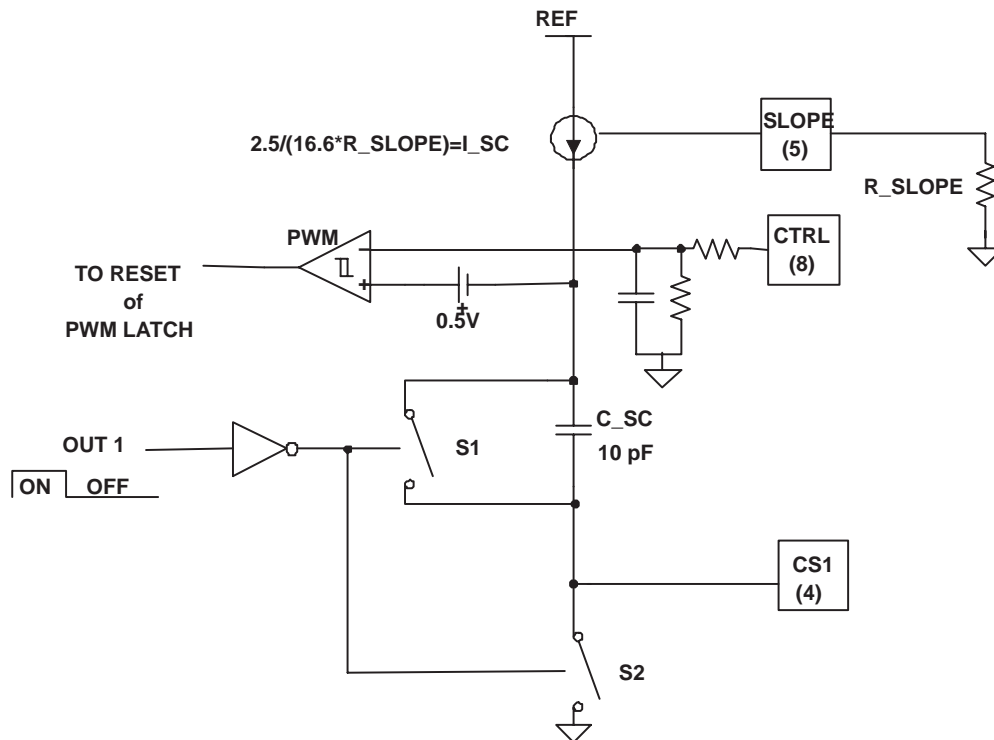 REF
2.5/(16.6*R_SLOPE)=I_SC
SLOPE
(5)
R_SLOPE
PWM
CTRL
(8)
TO RESET
of
PWM LATCH
0.5V
C_SC
10 pF
OUT 1
S1
ON
OFF
CS1
(4)
S2